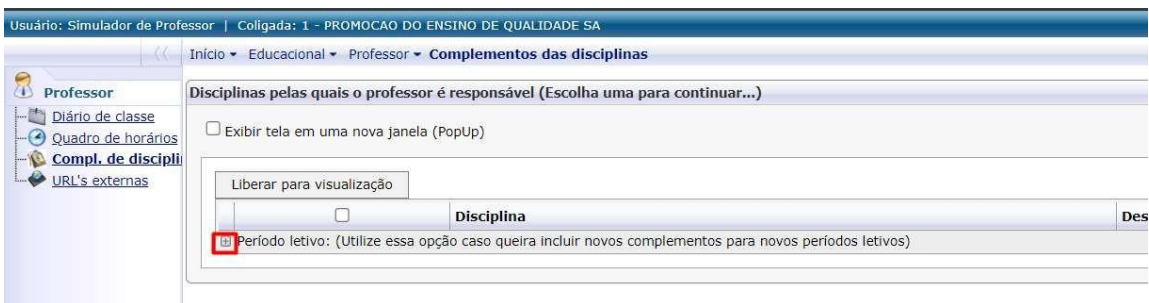 Usuário: Simulador de Professor | Coligada: 1 - PROMOCAO DO ENSINO DE QUALIDADE SA
Início Educacional Professor Complementos das disciplinas
Professor
Diário de classe
Quadro de horários
Compl. de discipli
URL's externas
Disciplinas pelas quais o professor é responsável (Escolha uma para continuar...)
Exibir tela em uma nova janela (PopUp)
Liberar para visualização
Disciplina Des
Período letivo: (Utilize essa opção caso queira incluir novos complementos para novos períodos letivos)